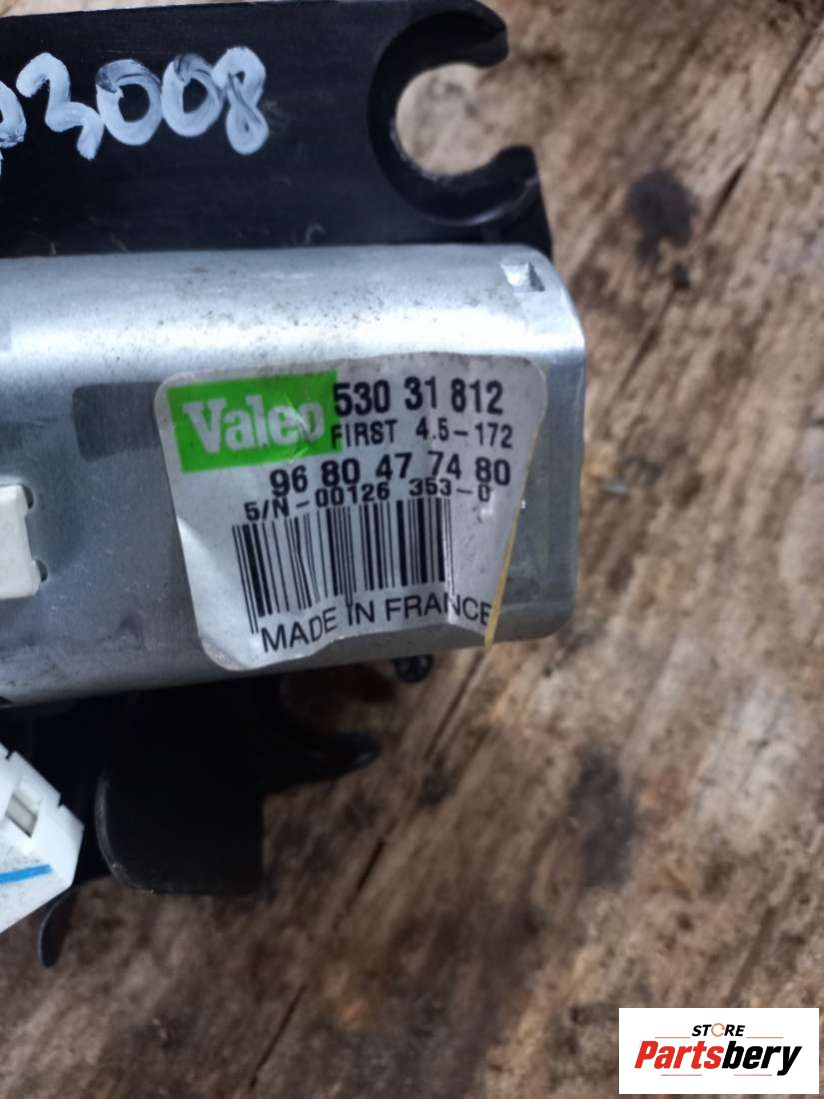 3008
Valeo 530 31 812
FIRST 4.5-172
96 80 47 74 80
S/N-00126 353-0
MADE IN FRANCE
STORE
Partsbery